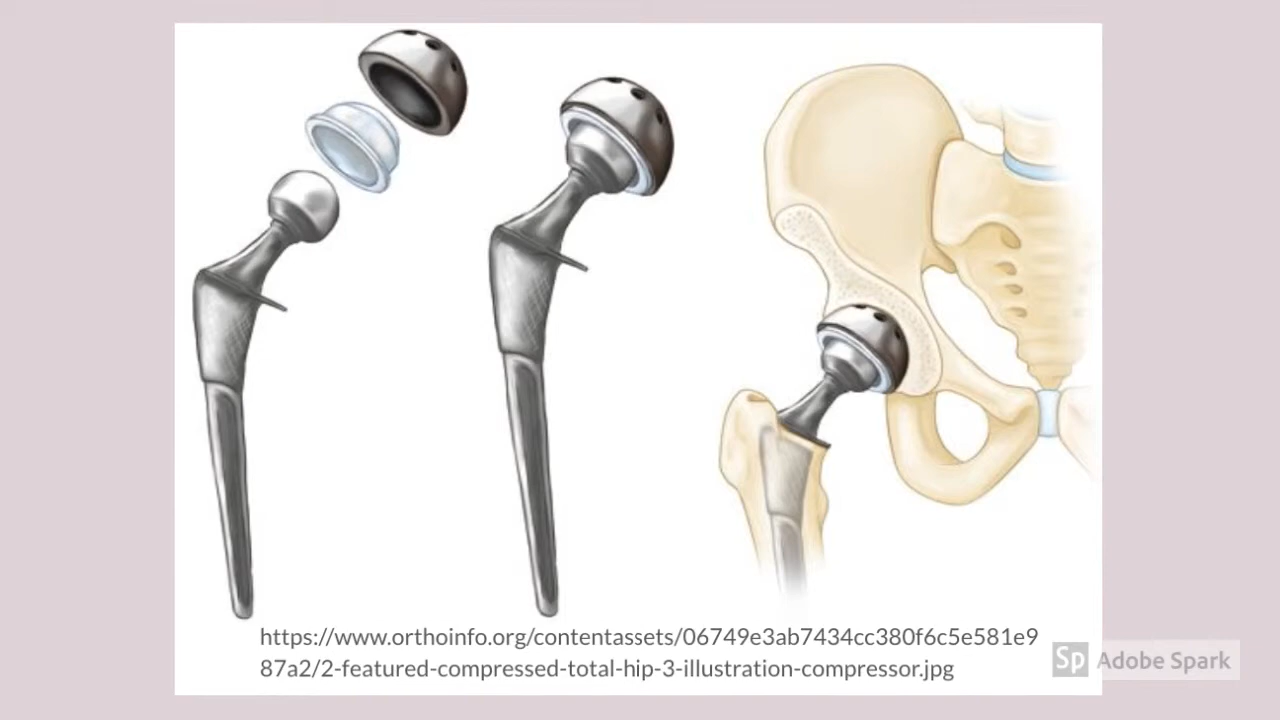 https://www.orthoinfo.org/contentassets/06749e3ab7434cc380f6c5e581e9
87a2/2-featured-compressed-total-hip-3-illustration-compressor.jpg
Sp Adobe Spark